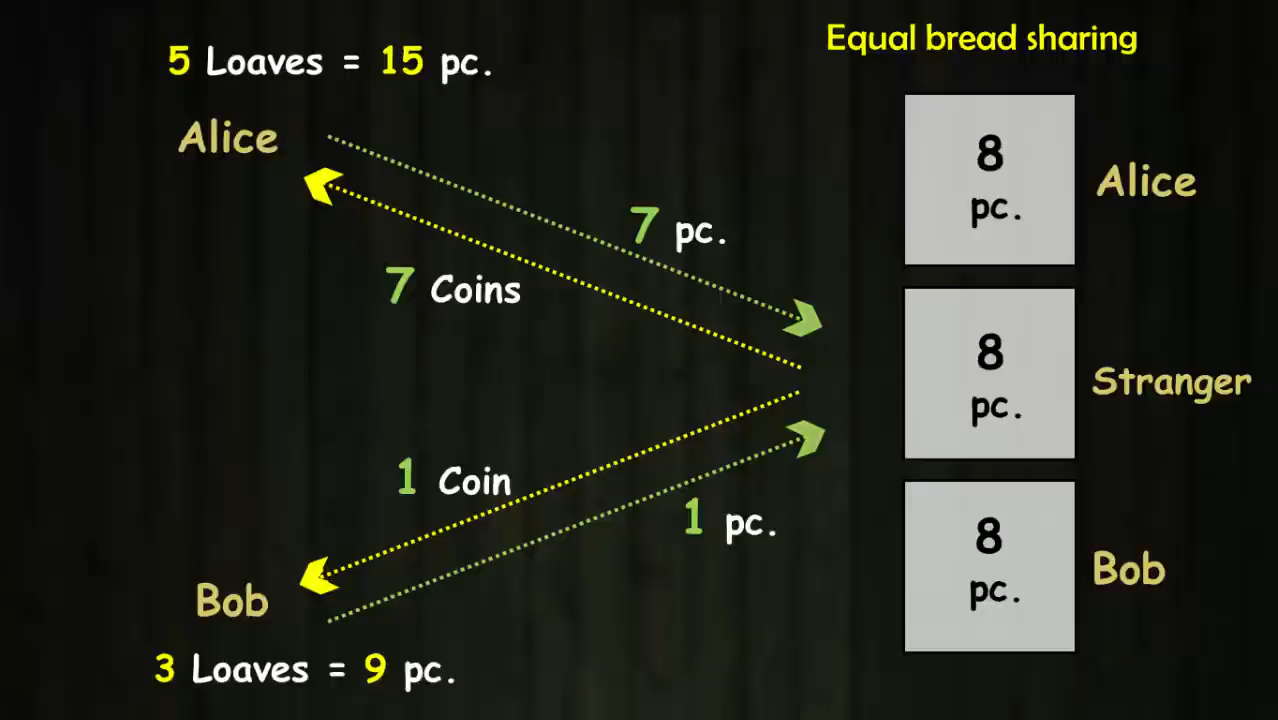 5 Loaves = 15 pc.
Alice
7 pc.
7 Coins
1 Coin
1 pc.
Bob
3 Loaves = 9 pc.
Equal bread sharing
8
pc.
Alice
8
pc.
Stranger
8
pc.
Bob